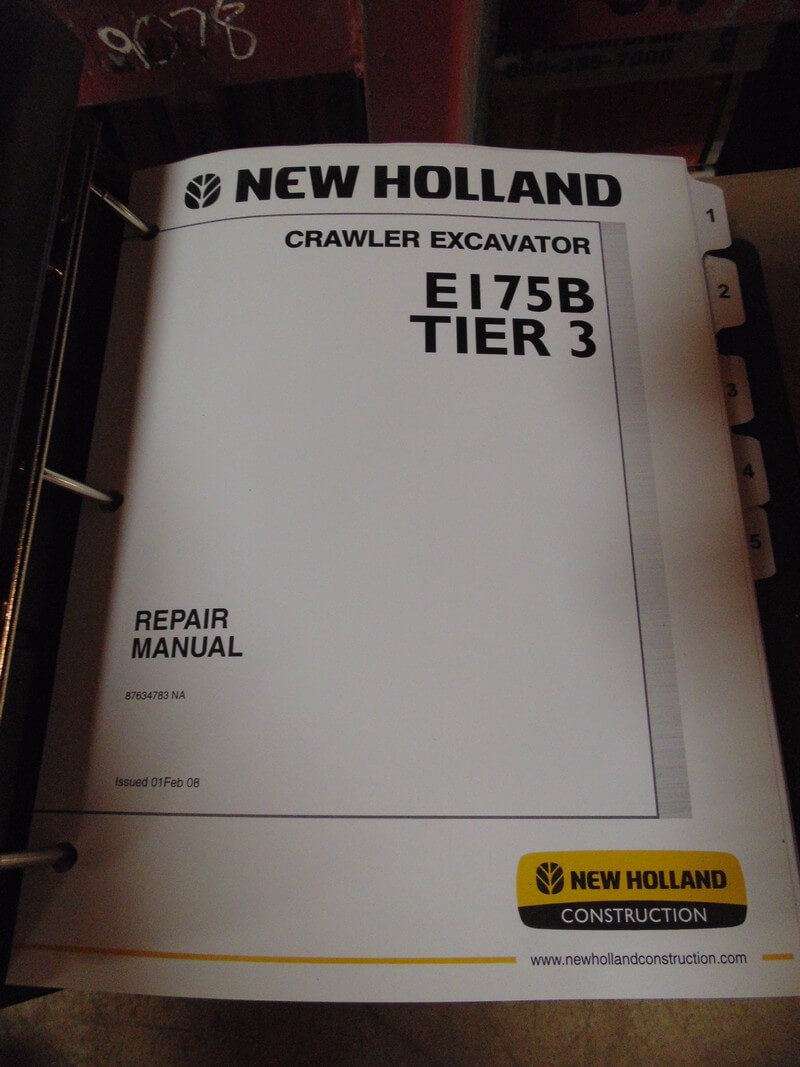 9078
NEW HOLLAND
CRAWLER EXCAVATOR
E175B
TIER 3
1
2
3
4
5
REPAIR
MANUAL
87634783 NA
Issued 01Feb 08
NEW HOLLAND
CONSTRUCTION
www.newhollandconstruction.com